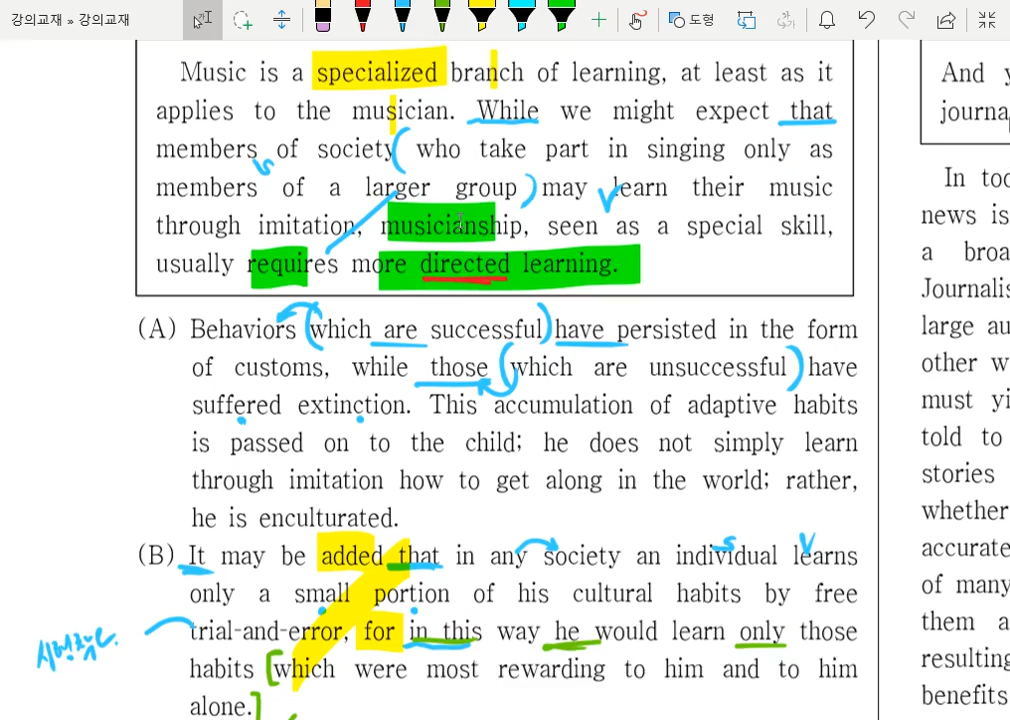 강의교재 » 강의교재
도형
Music is a specialized branch of learning, at least as it
applies to the musician. While we might expect that
members of society who take part in singing only as
members of a larger group may learn their music
through imitation, musicianship, seen as a special skill,
usually requires more directed learning.
(A) Behaviors which are successful have persisted in the form
of customs, while those which are unsuccessful have
suffered extinction. This accumulation of adaptive habits
is passed on to the child; he does not simply learn
through imitation how to get along in the world; rather,
he is enculturated.
(B) It may be added that in any society an individual learns
only a small portion of his cultural habits by free
trial-and-error, for in this way he would learn only those
habits which were most rewarding to him and to him
alone.
And y
journa
In too
news is
a broa
Journalis
large au
other w
must yi
told to
stories
whether
accurate
of many
them a
resulting
benefits